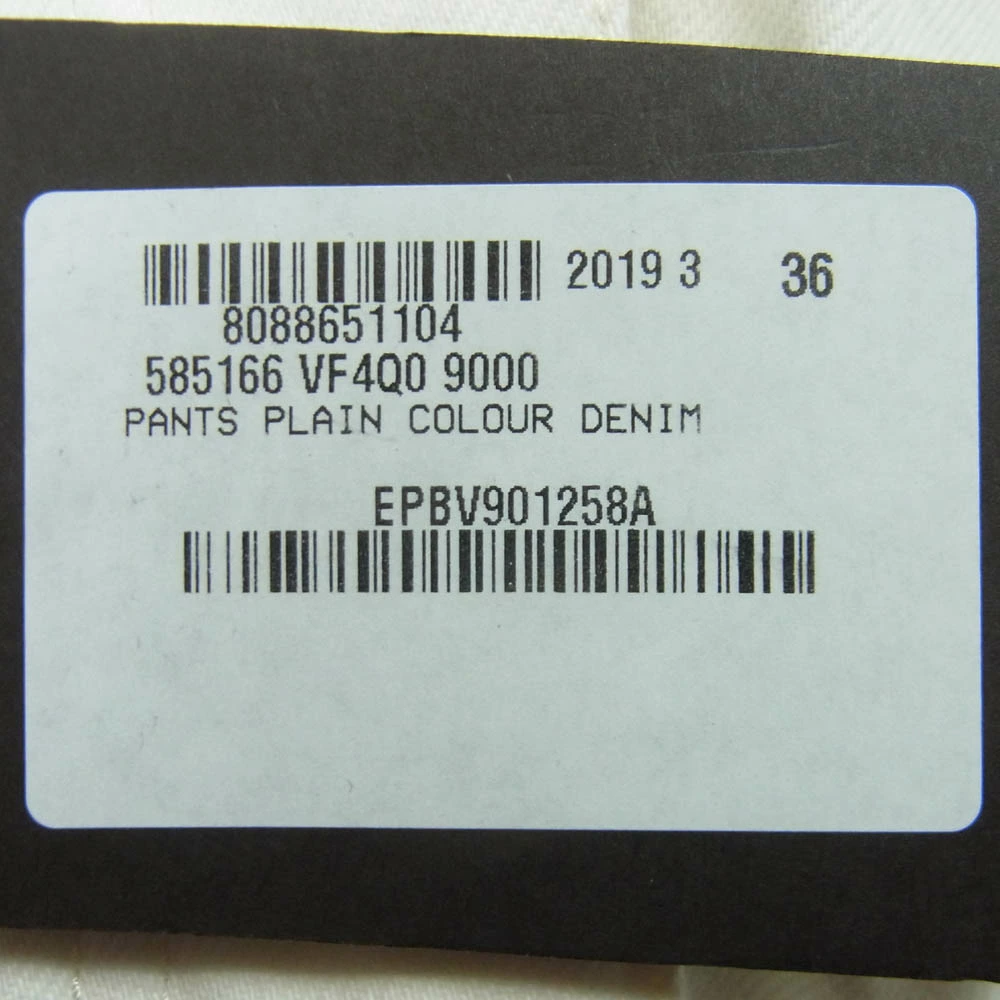 2019 3 36
8088651104
585166 VF4Q0 9000
PANTS PLAIN COLOUR DENIM
EPBV901258A